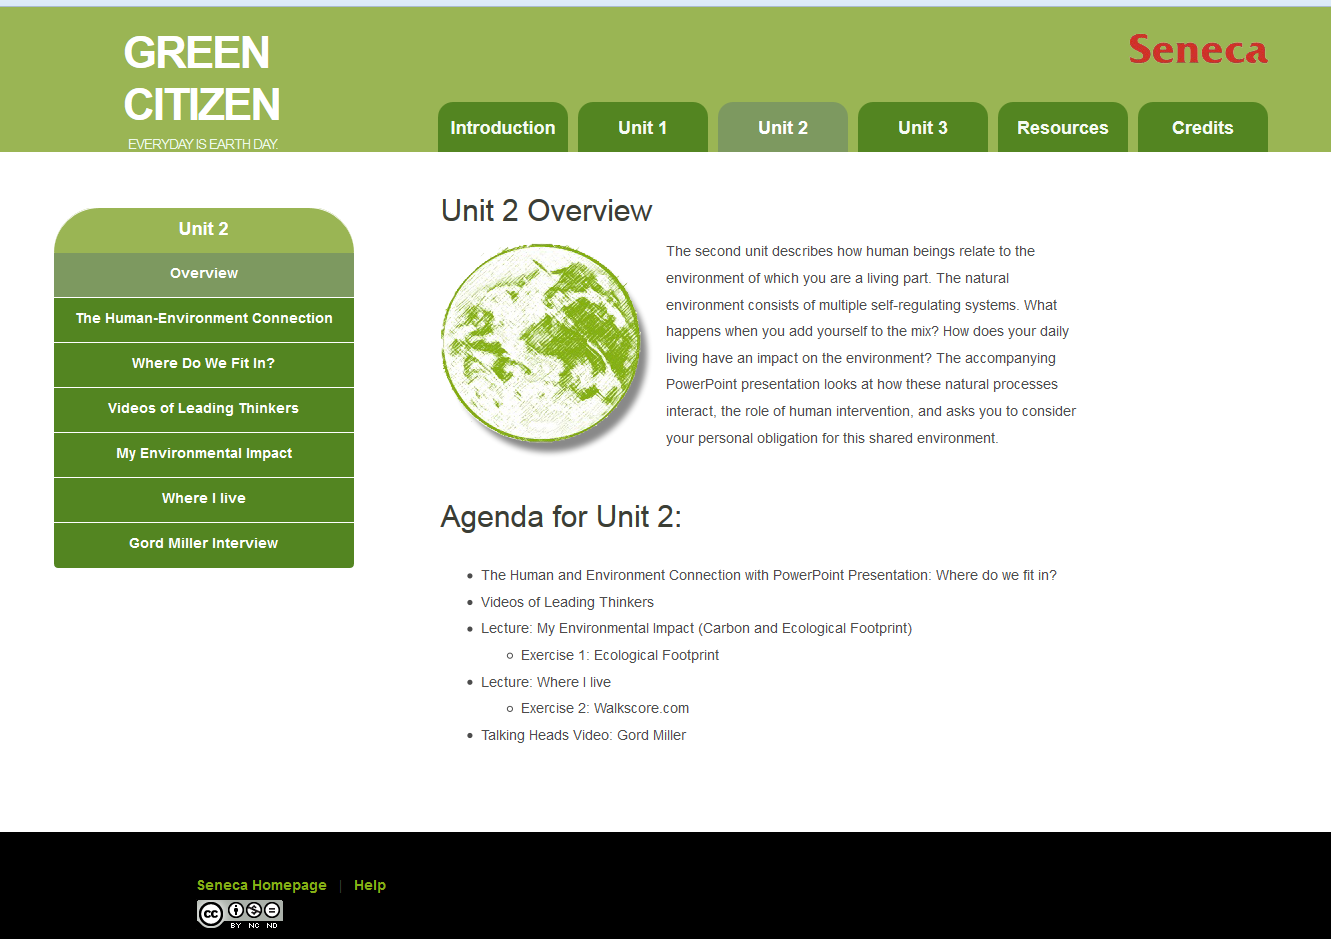 GREEN
CITIZEN
EVERYDAY IS EARTH DAY.
Seneca
Introduction
Unit 1
Unit 2
Unit 3
Resources
Credits
Unit 2
Overview
The Human-Environment Connection
Where Do We Fit In?
Videos of Leading Thinkers
My Environmental Impact
Where I live
Gord Miller Interview
Unit 2 Overview
The second unit describes how human beings relate to the
environment of which you are a living part. The natural
environment consists of multiple self-regulating systems. What
happens when you add yourself to the mix? How does your daily
living have an impact on the environment? The accompanying
PowerPoint presentation looks at how these natural processes
interact, the role of human intervention, and asks you to consider
your personal obligation for this shared environment.
Agenda for Unit 2:
The Human and Environment Connection with PowerPoint Presentation: Where do we fit in?
Videos of Leading Thinkers
Lecture: My Environmental Impact (Carbon and Ecological Footprint)
Exercise 1: Ecological Footprint
Lecture: Where I live
Exercise 2: Walkscore.com
Talking Heads Video: Gord Miller
Seneca Homepage | Help
cc
BY NC ND